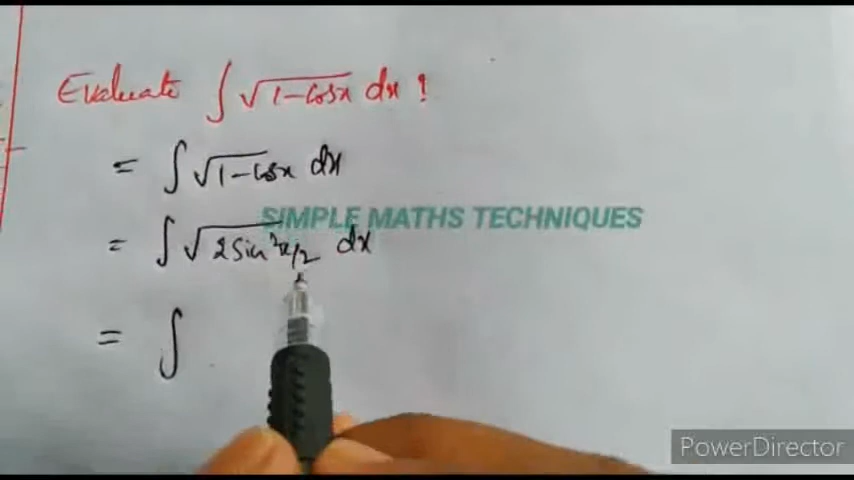 Evaluate ∫ √1-cosx dx !
= ∫ √1-cosx dx
SIMPLE MATHS TECHNIQUES
= ∫ √2sin²x/2 dx
= ∫
PowerDirector